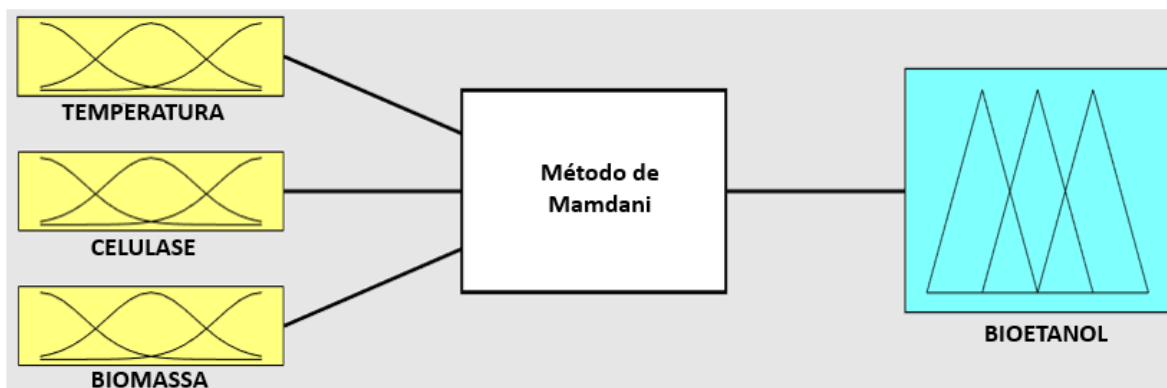 TEMPERATURA
CELULASE
BIOMASSA
Método de
Mamdani
BIOETANOL